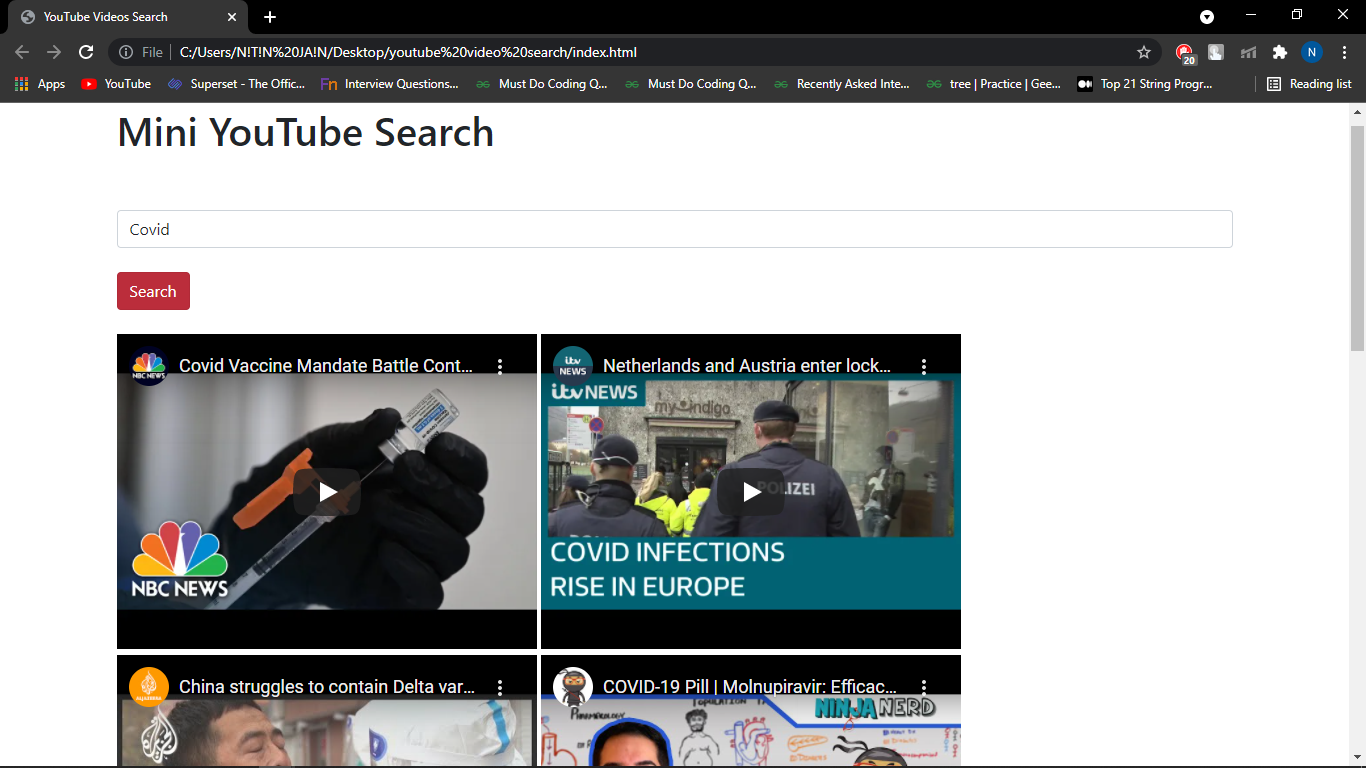 YouTube Videos Search
File C:/Users/N!T!N%20JA!N/Desktop/youtube%20video%20search/index.html
20
N
Apps YouTube Superset - The Offic... Interview Questions... Must Do Coding Q... Must Do Coding Q... Recently Asked Inte... tree | Practice | Gee... Top 21 String Progr... Reading list
Mini YouTube Search
Covid
Search
Covid Vaccine Mandate Battle Cont...
NBC NEWS
NBC NEWS
Netherlands and Austria enter lock...
itv NEWS
itv NEWS
my indigo
POLIZEI
COVID INFECTIONS
RISE IN EUROPE
China struggles to contain Delta var...
COVID-19 Pill | Molnupiravir: Efficac...
NINJA NERD